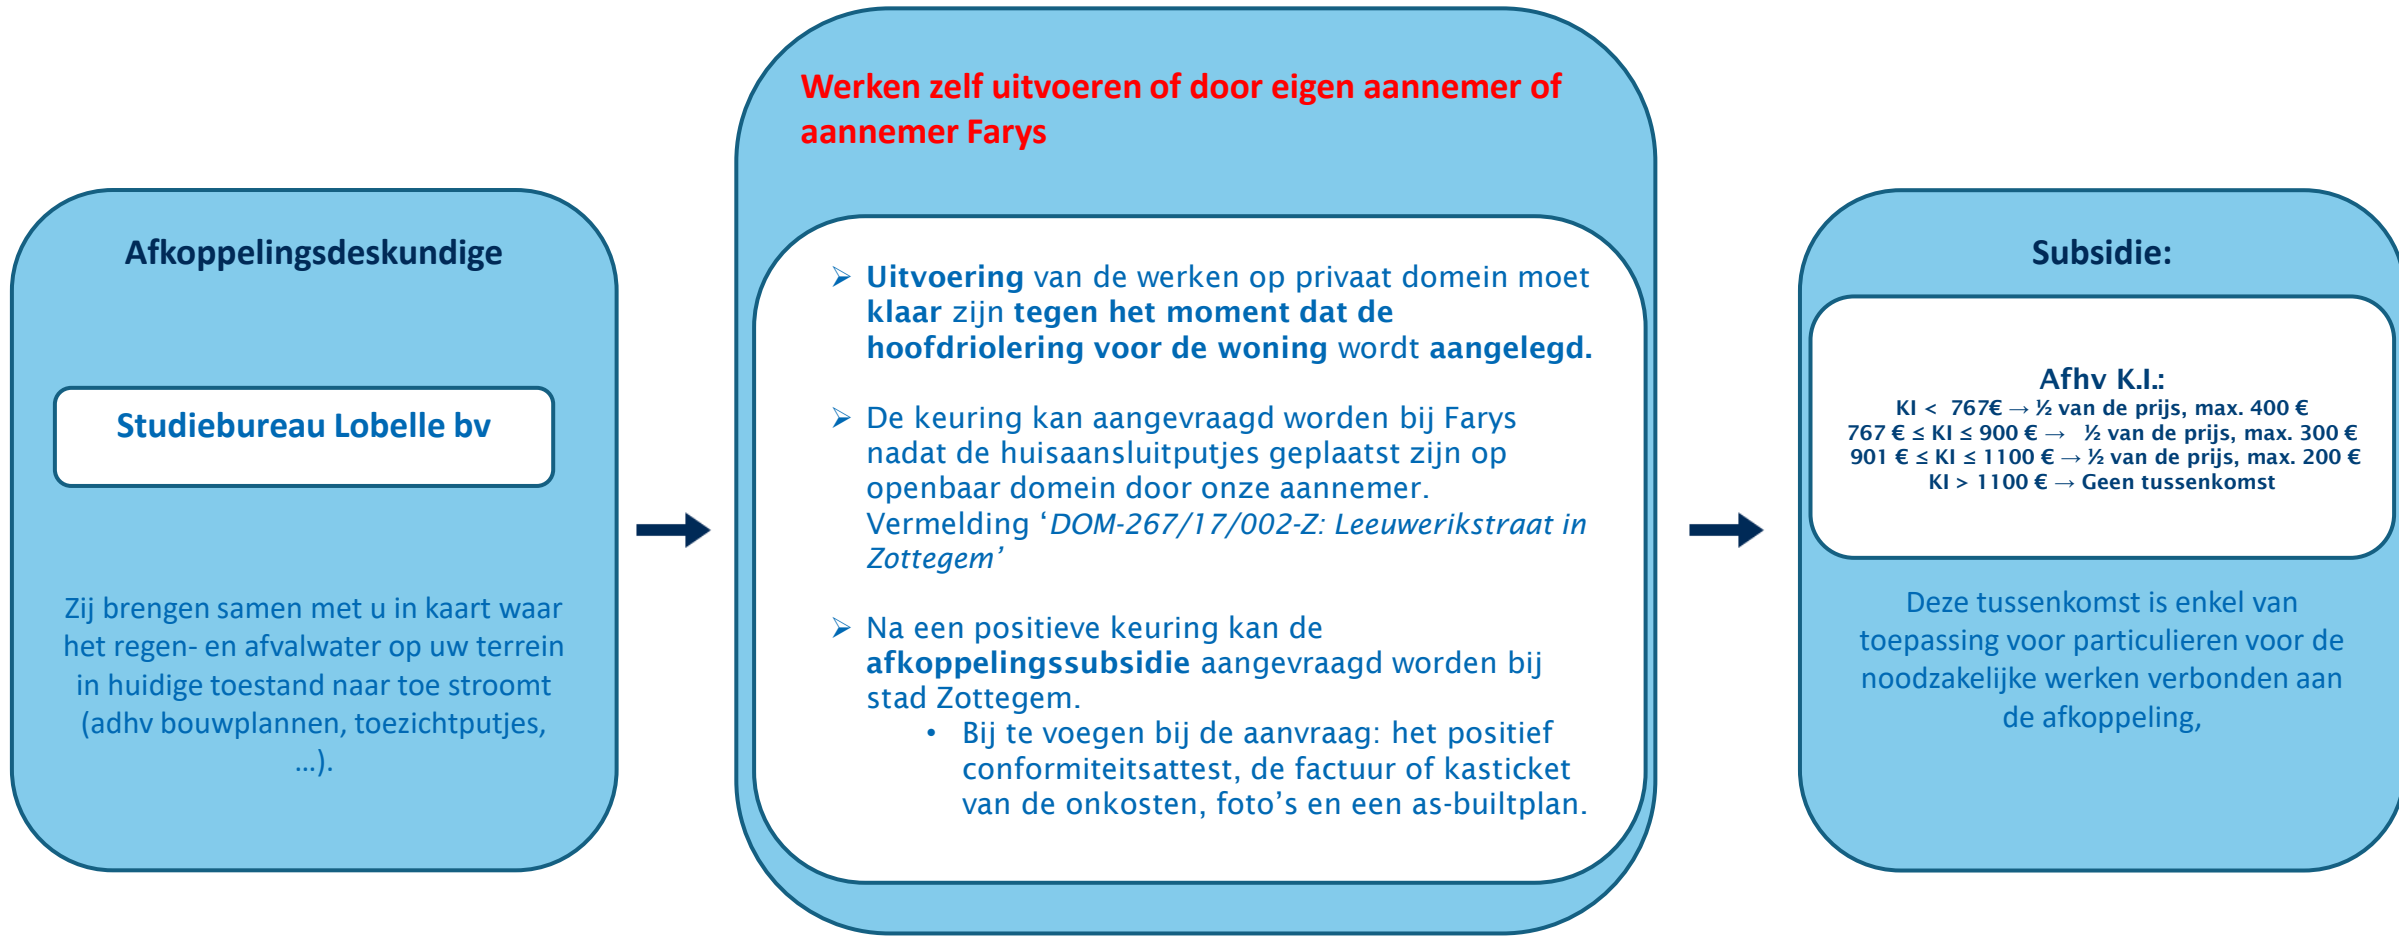 Afkoppelingsdeskundige
Studiebureau Lobelle bv
Zij brengen samen met u in kaart waar
het regen- en afvalwater op uw terrein
in huidige toestand naar toe stroomt
(adhv bouwplannen, toezichtputjes,
...).
Werken zelf uitvoeren of door eigen aannemer of
aannemer Farys
➢ Uitvoering van de werken op privaat domein moet
klaar zijn tegen het moment dat de
hoofdriolering voor de woning wordt aangelegd.
➢ De keuring kan aangevraagd worden bij Farys
nadat de huisaansluitputjes geplaatst zijn op
openbaar domein door onze aannemer.
Vermelding ‘DOM-267/17/002-Z: Leeuwerikstraat in
Zottegem’
➢ Na een positieve keuring kan de
afkoppelingssubsidie aangevraagd worden bij
stad Zottegem.
• Bij te voegen bij de aanvraag: het positief
conformiteitsattest, de factuur of kasticket
van de onkosten, foto’s en een as-builtplan.
Subsidie:
Afhv K.I.:
KI < 767€ → ½ van de prijs, max. 400 €
767 € ≤ KI ≤ 900 € → ½ van de prijs, max. 300 €
901 € ≤ KI ≤ 1100 € → ½ van de prijs, max. 200 €
KI > 1100 € → Geen tussenkomst
Deze tussenkomst is enkel van
toepassing voor particulieren voor de
noodzakelijke werken verbonden aan
de afkoppeling,